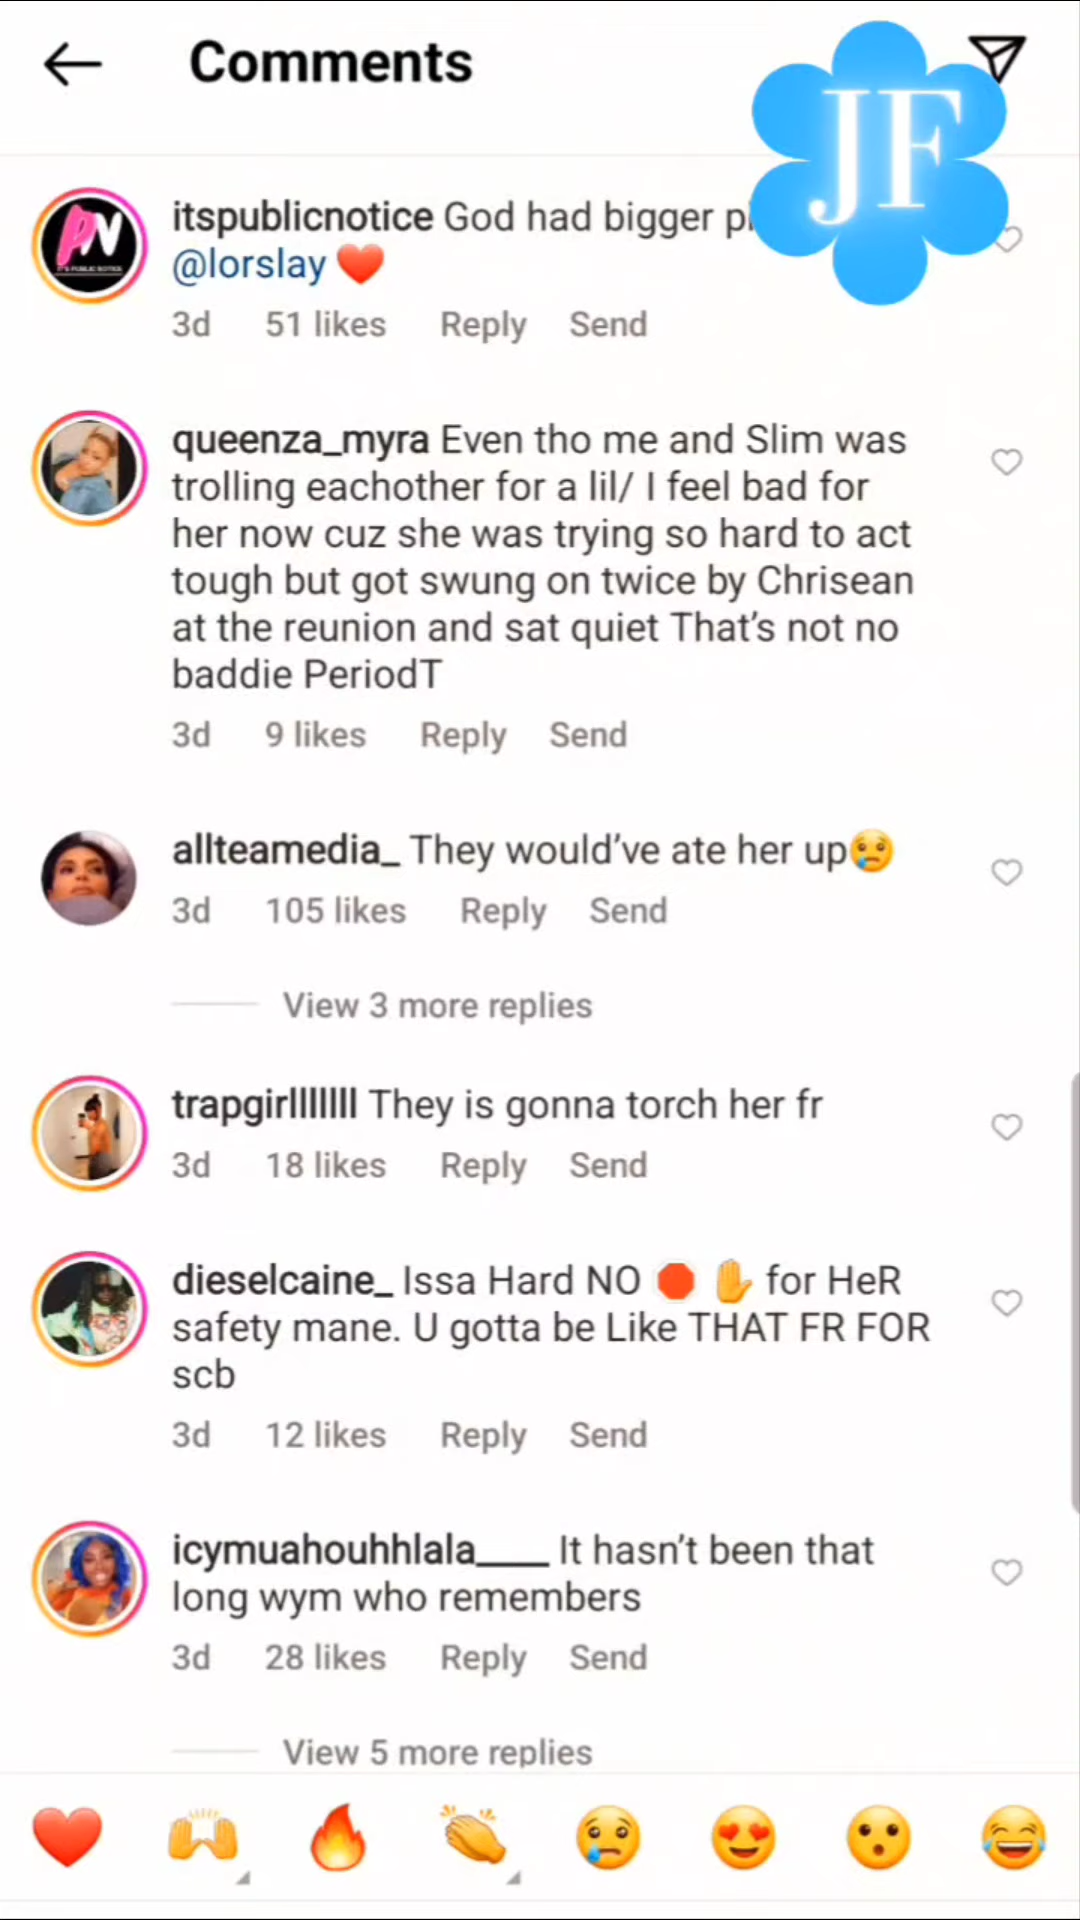 Comments
JF
itspublicnotice God had bigger
@lorslay ❤️
3d 51 likes Reply Send
queenza_myra Even tho me and Slim was
trolling eachother for a lil/ I feel bad for
her now cuz she was trying so hard to act
tough but got swung on twice by Chrisean
at the reunion and sat quiet That's not no
baddie PeriodT
3d 9 likes Reply Send
allteamedia_ They would've ate her up😢
3d 105 likes Reply Send
View 3 more replies
trapgirlllllll They is gonna torch her fr
3d 18 likes Reply Send
dieselcaine_ Issa Hard NO 🛑 ✋ for HeR
safety mane. U gotta be Like THAT FR FOR
scb
3d 12 likes Reply Send
icymuahouhhlala____ It hasn't been that
long wym who remembers
3d 28 likes Reply Send
View 5 more replies